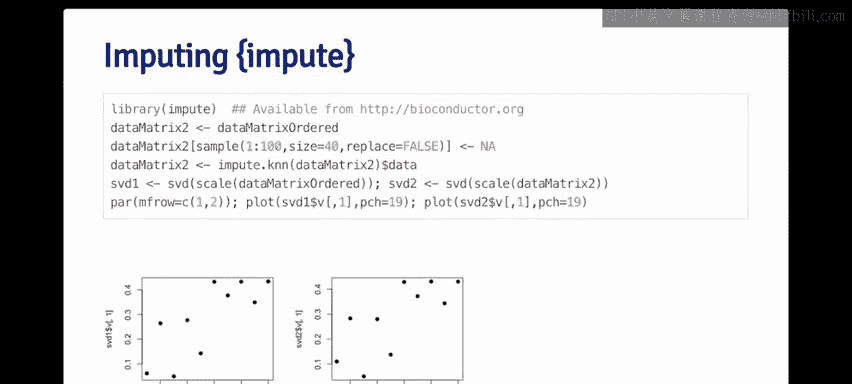 Imputing {impute}
library(impute)  ## Available from http://bioconductor.org
dataMatrix2 <- dataMatrixOrdered
dataMatrix2[sample(1:100,size=40,replace=FALSE)] <- NA
dataMatrix2 <- impute.knn(dataMatrix2)$data
svd1 <- svd(scale(dataMatrixOrdered)); svd2 <- svd(scale(dataMatrix2))
par(mfrow=c(1,2)); plot(svd1$v[,1],pch=19); plot(svd2$v[,1],pch=19)
svd1$v[, 1]
0.1 0.2 0.3 0.4
svd2$v[, 1]
0.1 0.2 0.3 0.4